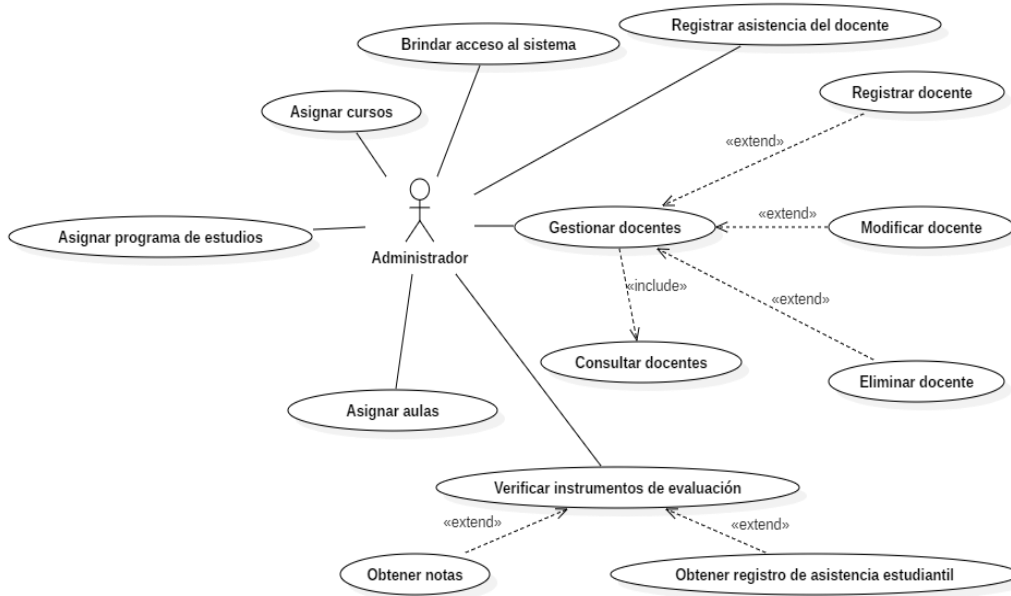 Registrar asistencia del docente
Brindar acceso al sistema
Registrar docente
Asignar cursos
«extend»
«extend»
Gestionar docentes
Modificar docente
Asignar programa de estudios
Administrador
«include»
«extend»
Consultar docentes
Eliminar docente
Asignar aulas
Verificar instrumentos de evaluación
«extend»
«extend»
Obtener notas
Obtener registro de asistencia estudiantil